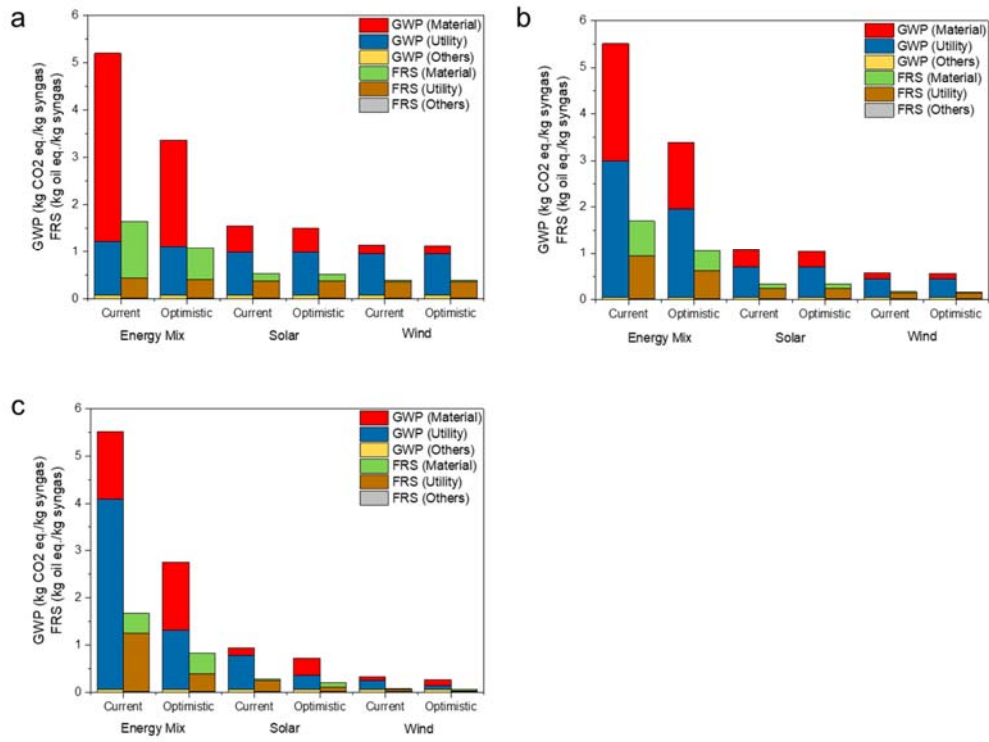 a
GWP (kg CO2 eq./kg syngas)
FRS (kg oil eq./kg syngas)
6
5
4
3
2
1
0
GWP (Material)
GWP (Utility)
GWP (Others)
FRS (Material)
FRS (Utility)
FRS (Others)
Current Optimistic Current Optimistic Current Optimistic
Energy Mix Solar Wind
b
GWP (kg CO2 eq./kg syngas)
FRS (kg oil eq./kg syngas)
6
5
4
3
2
1
0
GWP (Material)
GWP (Utility)
GWP (Others)
FRS (Material)
FRS (Utility)
FRS (Others)
Current Optimistic Current Optimistic Current Optimistic
Energy Mix Solar Wind
c
GWP (kg CO2 eq./kg syngas)
FRS (kg oil eq./kg syngas)
6
5
4
3
2
1
0
GWP (Material)
GWP (Utility)
GWP (Others)
FRS (Material)
FRS (Utility)
FRS (Others)
Current Optimistic Current Optimistic Current Optimistic
Energy Mix Solar Wind